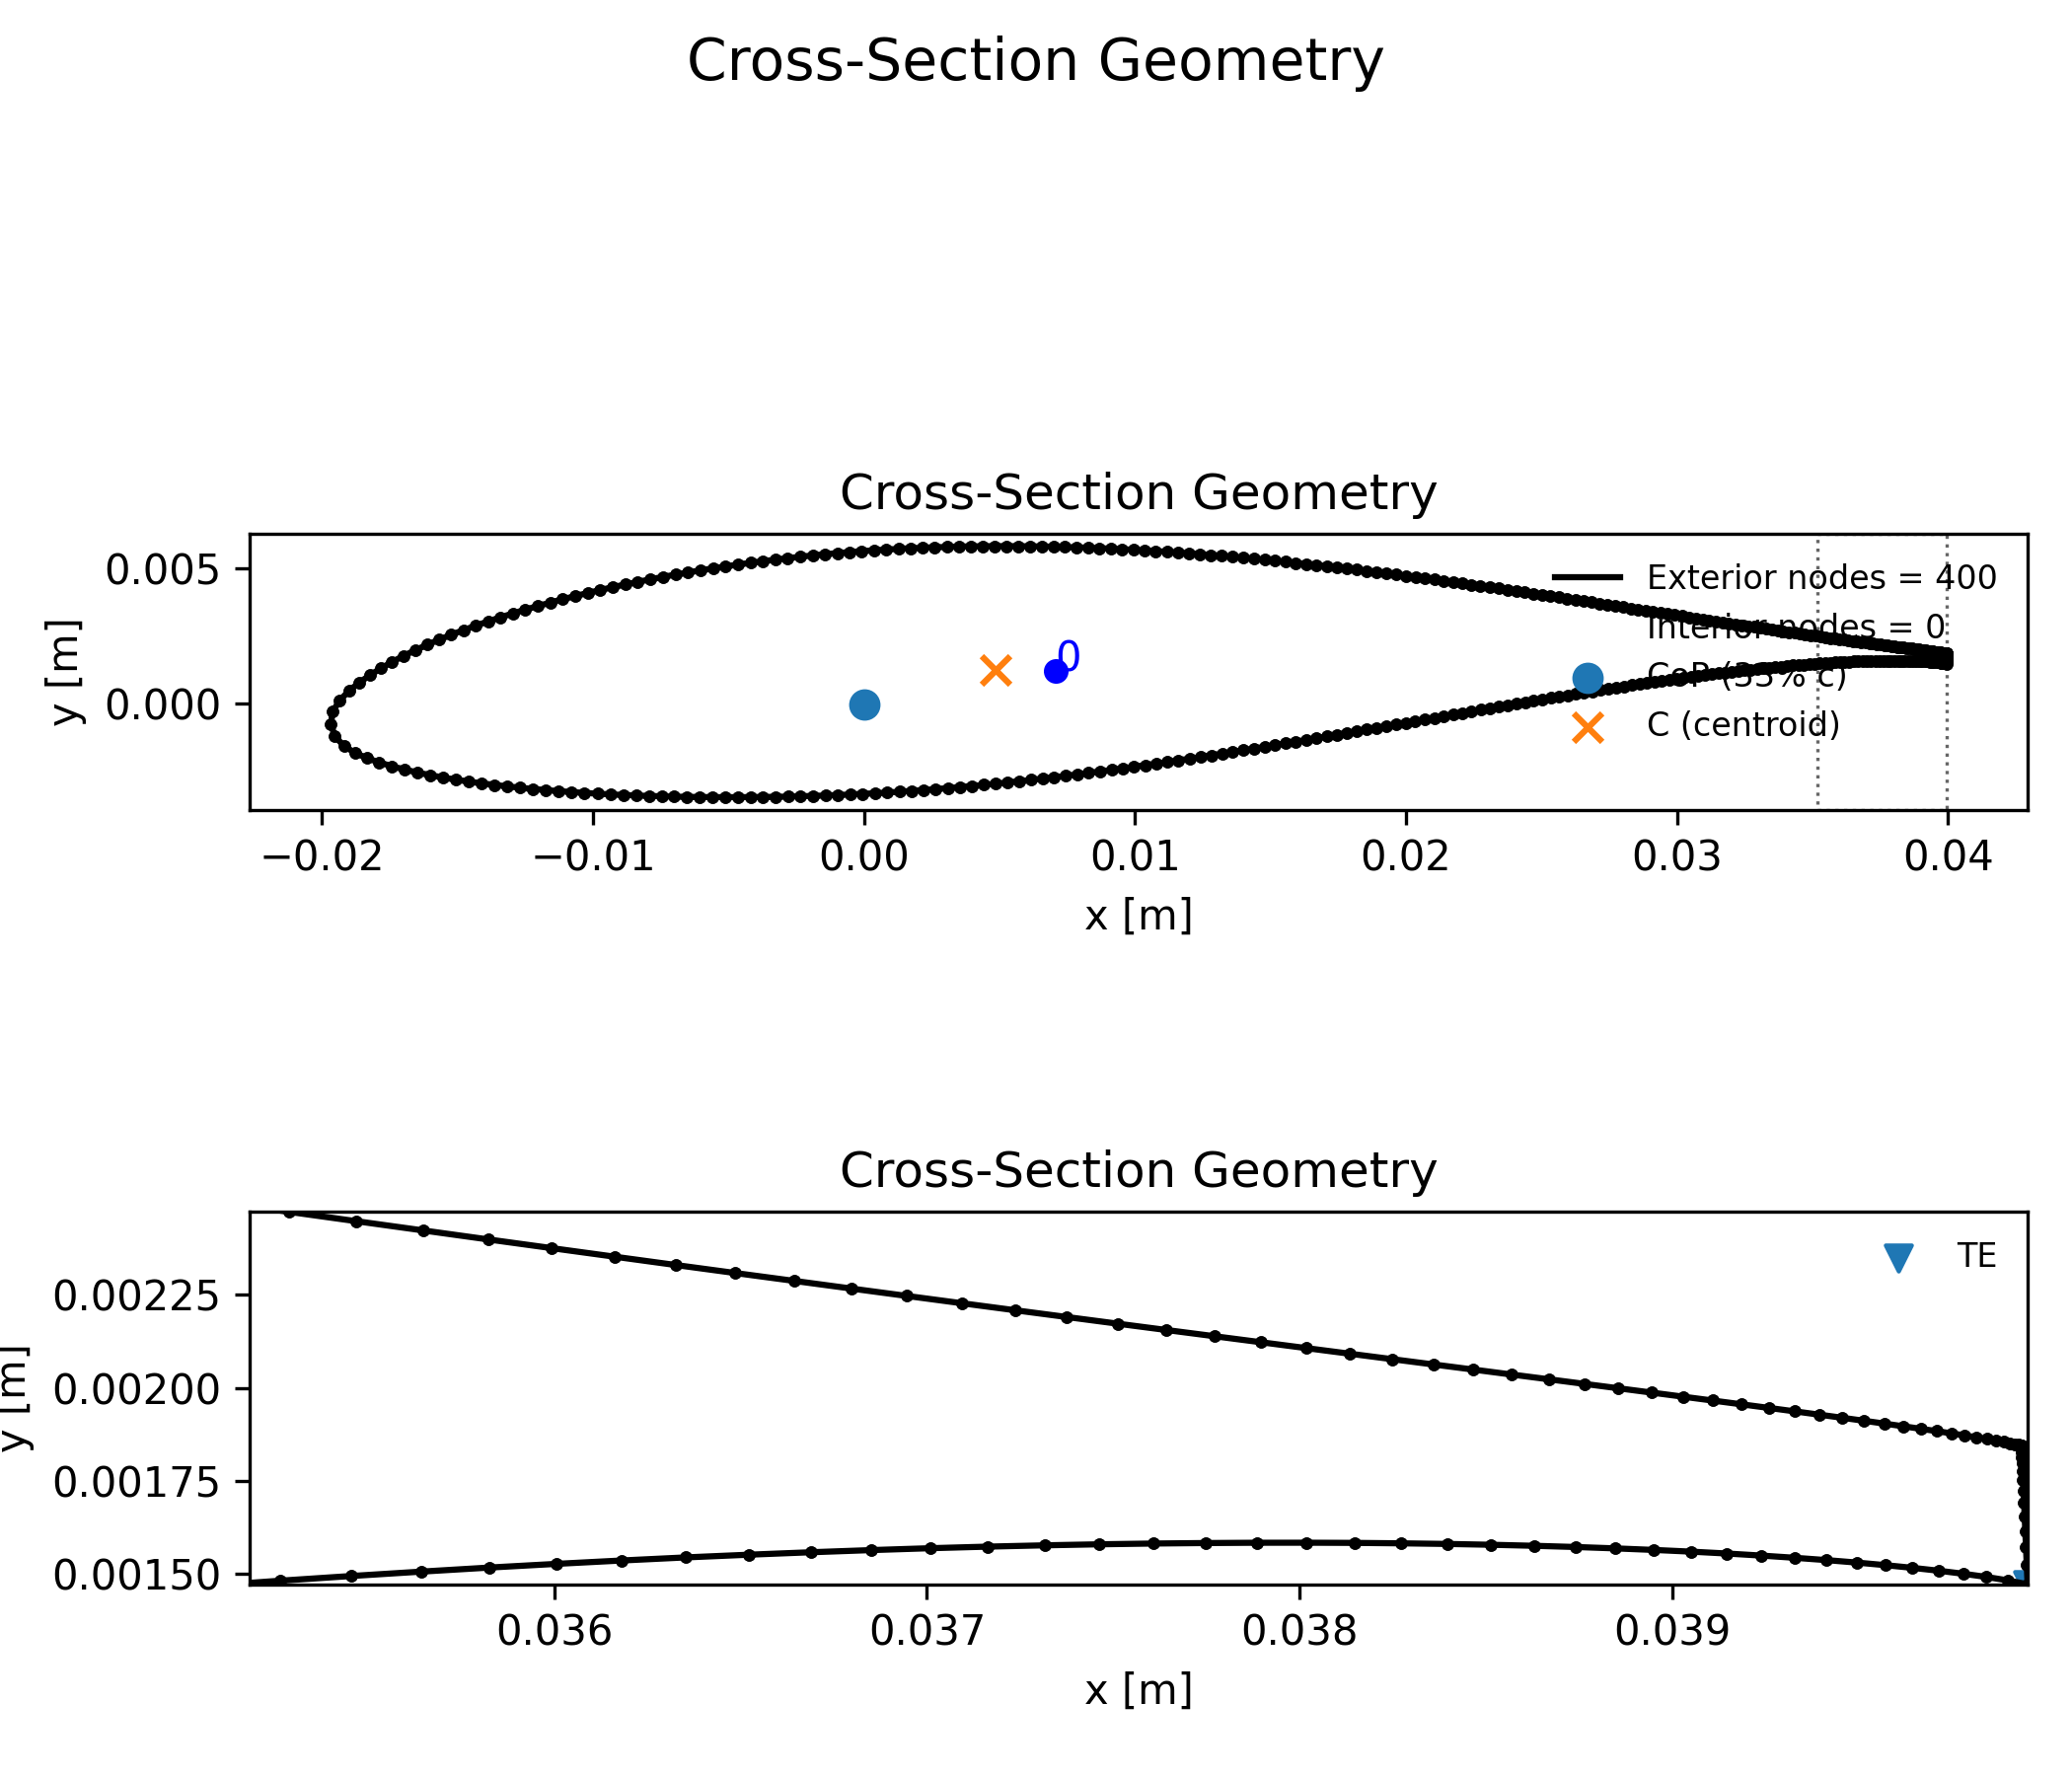 Cross-Section Geometry
Cross-Section Geometry
y [m]
0.005
0.000
0
Exterior nodes = 400
Interior nodes = 0
CoP (33% c)
C (centroid)
−0.02 −0.01 0.00 0.01 0.02 0.03 0.04
x [m]
Cross-Section Geometry
y [m]
0.00225
0.00200
0.00175
0.00150
TE
0.036 0.037 0.038 0.039
x [m]